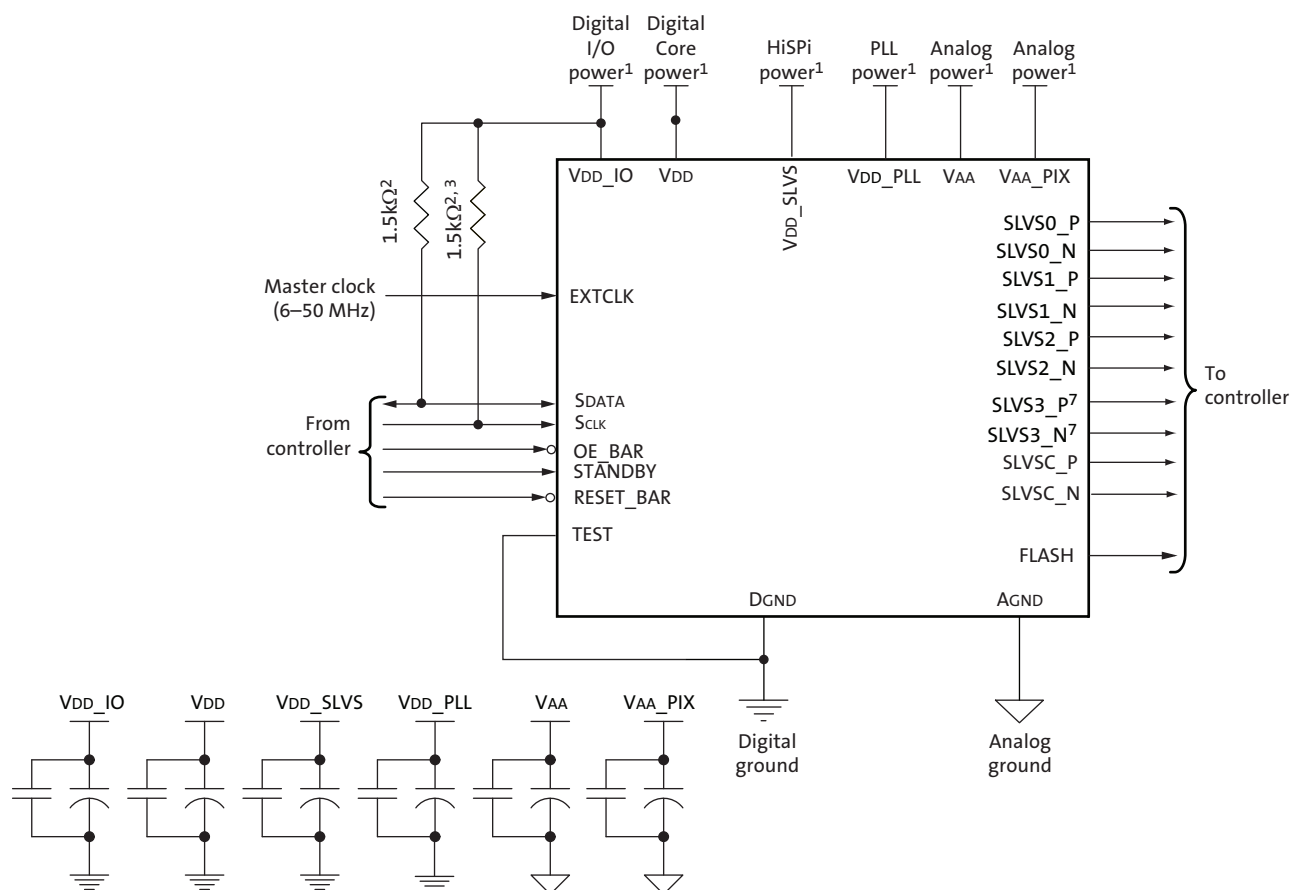 Digital
I/O
power1
Digital
Core
power1
HiSPi
power1
PLL
power1
Analog
power1
Analog
power1
VDD_IO
VDD
VDD_SLVS
VDD_PLL
VAA
VAA_PIX
1.5kΩ2
1.5kΩ2, 3
Master clock
(6–50 MHz)
EXTCLK
From
controller
SDATA
SCLK
OE_BAR
STANDBY
RESET_BAR
TEST
SLVS0_P
SLVS0_N
SLVS1_P
SLVS1_N
SLVS2_P
SLVS2_N
SLVS3_P7
SLVS3_N7
SLVSC_P
SLVSC_N
FLASH
To
controller
DGND
AGND
Digital
ground
Analog
ground
VDD_IO
VDD
VDD_SLVS
VDD_PLL
VAA
VAA_PIX